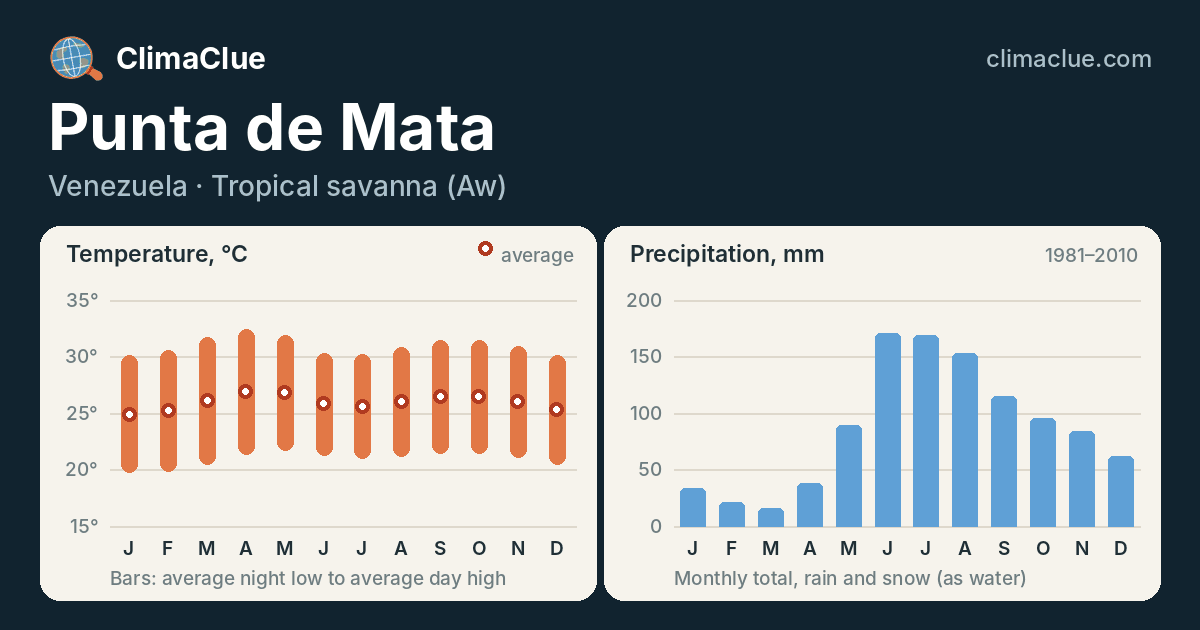 ClimaClue
climaclue.com
Punta de Mata
Venezuela · Tropical savanna (Aw)
Temperature, °C
average
35°
30°
25°
20°
15°
J F M A M J J A S O N D
Bars: average night low to average day high
Precipitation, mm
1981–2010
200
150
100
50
0
J F M A M J J A S O N D
Monthly total, rain and snow (as water)